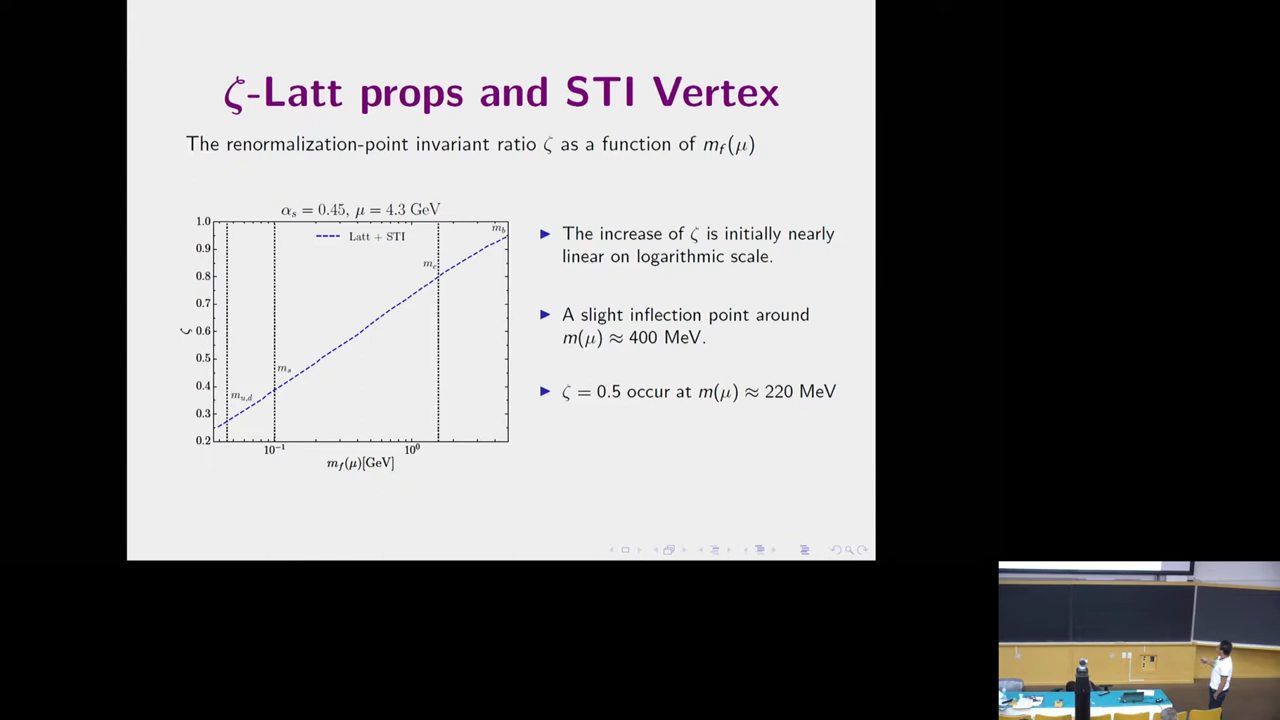 ζ-Latt props and STI Vertex
The renormalization-point invariant ratio ζ as a function of m_f(μ)
α_s = 0.45, μ = 4.3 GeV
Latt + STI
m_b
m_c
m_s
m_{u,d}
1.0
0.9
0.8
0.7
0.6
0.5
0.4
0.3
0.2
ζ
10^{-1}
10^0
m_f(μ)[GeV]
▶ The increase of ζ is initially nearly
linear on logarithmic scale.
▶ A slight inflection point around
m(μ) ≈ 400 MeV.
▶ ζ = 0.5 occur at m(μ) ≈ 220 MeV